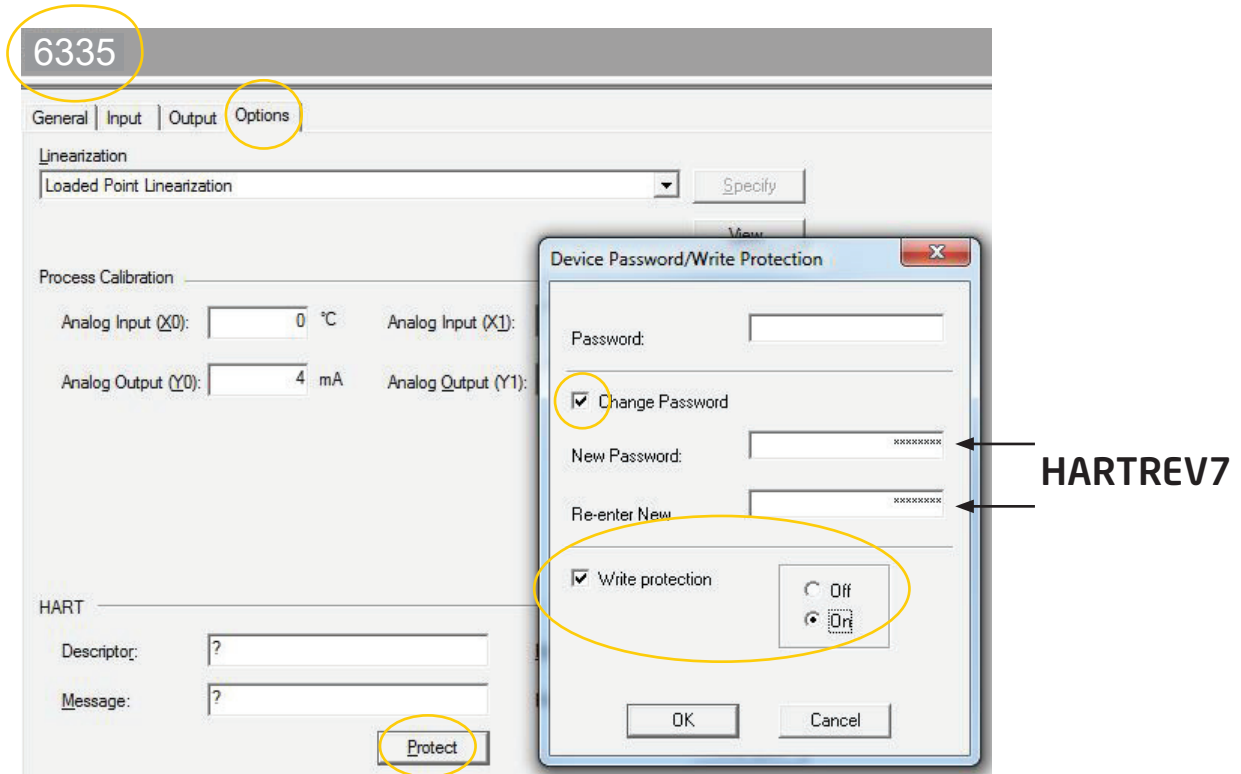 6335
General Input Output Options
Linearization
Loaded Point Linearization Specify
View
Device Password/Write Protection
Process Calibration
Analog Input (X0): 0 °C Analog Input (X1):
Password:
Analog Output (Y0): 4 mA Analog Output (Y1):
Change Password
New Password: ********
HARTREV7
Re-enter New ********
Write protection Off
On
HART
Descriptor: ?
Message: ?
OK Cancel
Protect